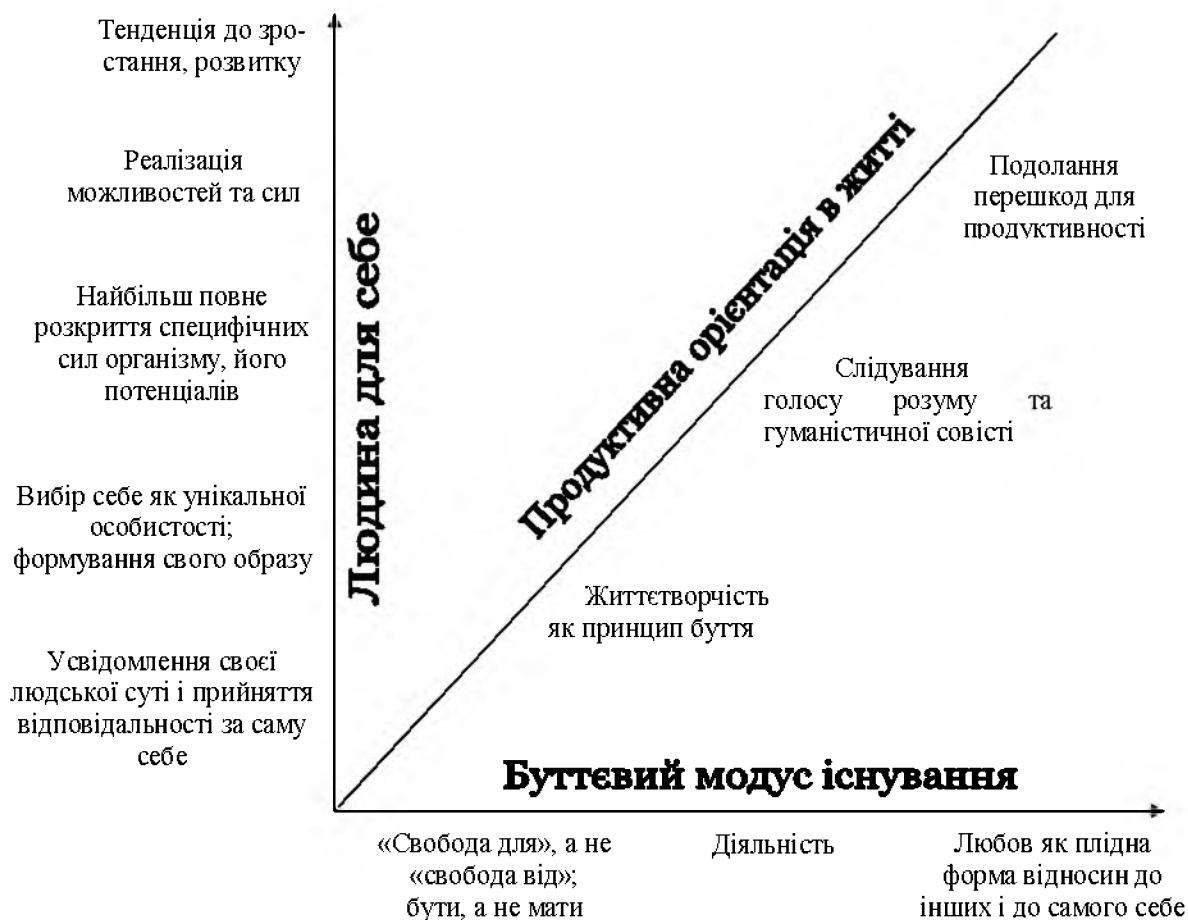 Тенденція до зро-
стання, розвитку
Реалізація
можливостей та сил
Найбільш повне
розкриття специфічних
сил організму, його
потенціалів
Вибір себе як унікальної
особистості;
формування свого образу
Усвідомлення своєї
людської суті і прийняття
відповідальності за саму
себе
Людина для себе
Продуктивна орієнтація в житті
Подолання
перешкод для
продуктивності
Слідування
голосу розуму та
гуманістичної совісті
Життєтворчість
як принцип буття
Буттєвий модус існування
«Свобода для», а не
«свобода від»;
бути, а не мати
Діяльність
Любов як плідна
форма відносин до
інших і до самого себе